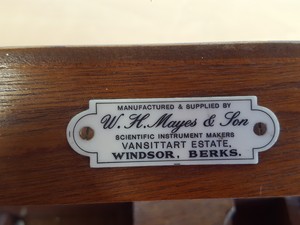 MANUFACTURED & SUPPLIED BY
W. H. Mayes & Son
SCIENTIFIC INSTRUMENT MAKERS
VANSITTART ESTATE,
WINDSOR, BERKS.